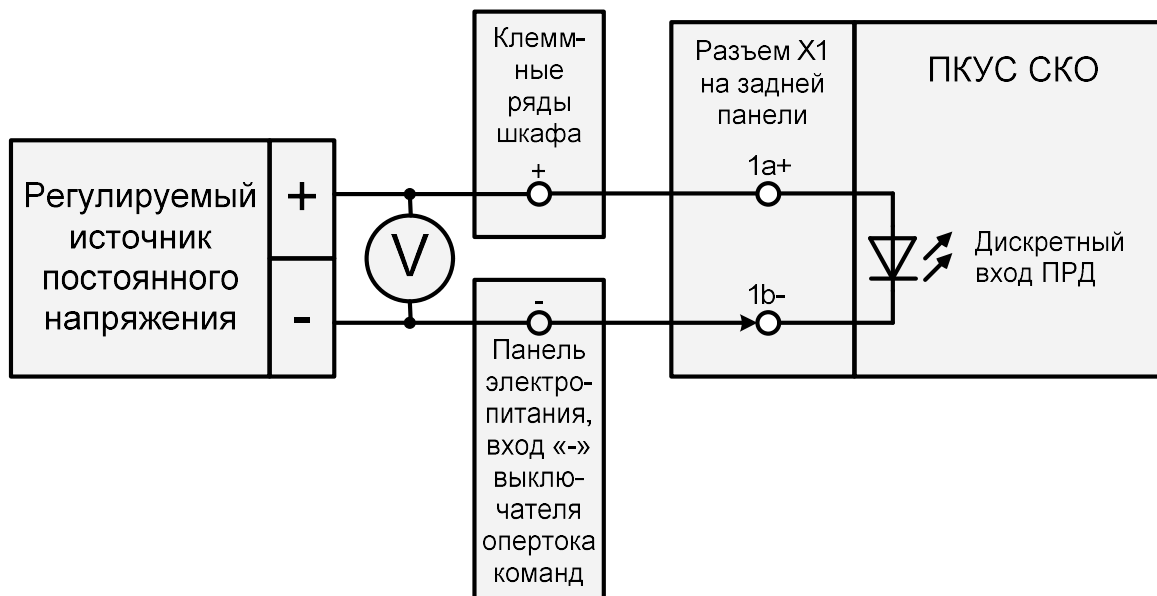 Регулируемый
источник
постоянного
напряжения
+
-
V
Клемм-
ные
ряды
шкафа
+
-
Панель
электро-
питания,
вход «-»
выклю-
чателя
опертока
команд
Разъем X1
на задней
панели
1a+
1b-
ПКУС СКО
Дискретный
вход ПРД